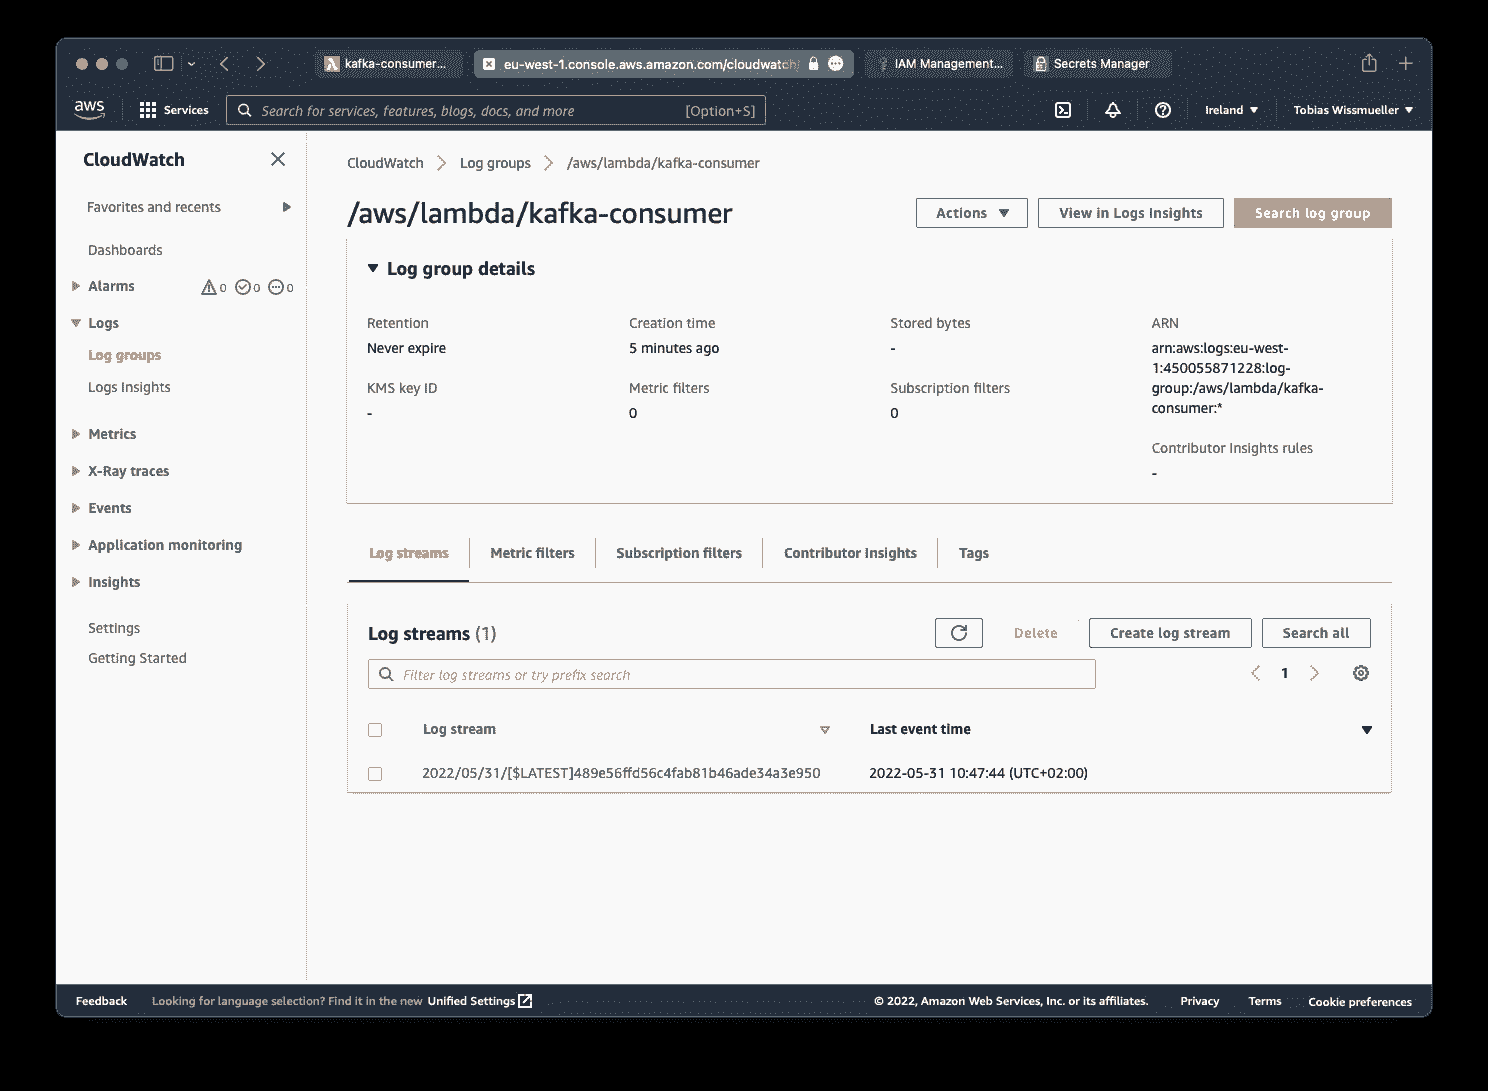 kafka-consumer... eu-west-1.console.aws.amazon.com/cloudwatch IAM Management... Secrets Manager
aws Services Search for services, features, blogs, docs, and more [Option+S] Ireland Tobias Wissmueller
CloudWatch
Favorites and recents
Dashboards
Alarms 0 0 0
Logs
Log groups
Logs Insights
Metrics
X-Ray traces
Events
Application monitoring
Insights
Settings
Getting Started
CloudWatch Log groups /aws/lambda/kafka-consumer
/aws/lambda/kafka-consumer
Actions View in Logs Insights Search log group
Log group details
Retention
Never expire
KMS key ID
-
Creation time
5 minutes ago
Metric filters
0
Stored bytes
-
Subscription filters
0
ARN
arn:aws:logs:eu-west-
1:450055871228:log-
group:/aws/lambda/kafka-
consumer:*
Contributor Insights rules
-
Log streams Metric filters Subscription filters Contributor Insights Tags
Log streams (1)
Delete Create log stream Search all
Filter log streams or try prefix search
1
Log stream Last event time
2022/05/31/[$LATEST]489e56ffd56c4fab81b46ade34a3e950 2022-05-31 10:47:44 (UTC+02:00)
Feedback Looking for language selection? Find it in the new Unified Settings © 2022, Amazon Web Services, Inc. or its affiliates. Privacy Terms Cookie preferences